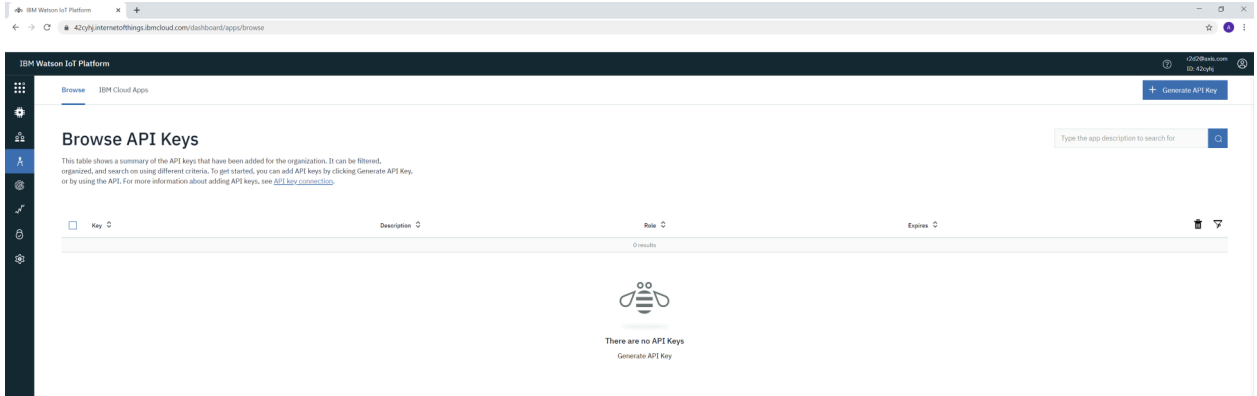 IBM Watson IoT Platform
42cyhj.internetofthings.ibmcloud.com/dashboard/apps/browse
A
IBM Watson IoT Platform
r2d2@axis.com
ID: 42cyhj
Browse IBM Cloud Apps
+ Generate API Key
Browse API Keys
Type the app description to search for
This table shows a summary of the API keys that have been added for the organization. It can be filtered,
organized, and search on using different criteria. To get started, you can add API keys by clicking Generate API Key,
or by using the API. For more information about adding API keys, see API key connection.
Key Description Role Expires
0 results
There are no API Keys
Generate API Key